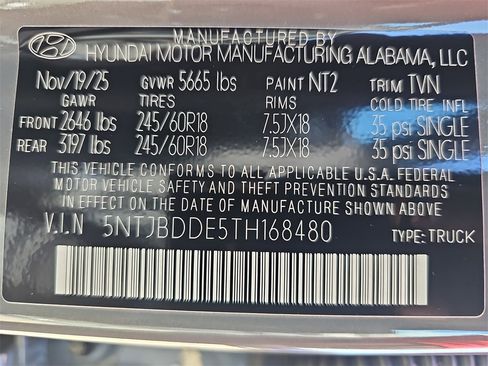 MANUFACTURED BY
HYUNDAI MOTOR MANUFACTURING ALABAMA, LLC
Nov/19/25 GVWR 5665 lbs PAINT NT2 TRIM TVN
GAWR TIRES RIMS COLD TIRE INFL
FRONT 2646 lbs 245/60R18 7.5JX18 35 psi SINGLE
REAR 3197 lbs 245/60R18 7.5JX18 35 psi SINGLE
THIS VEHICLE CONFORMS TO ALL APPLICABLE U.S.A. FEDERAL
MOTOR VEHICLE SAFETY AND THEFT PREVENTION STANDARDS
IN EFFECT ON THE DATE OF MANUFACTURE SHOWN ABOVE.
V.I.N 5NTJBDDE5TH168480 TYPE: TRUCK